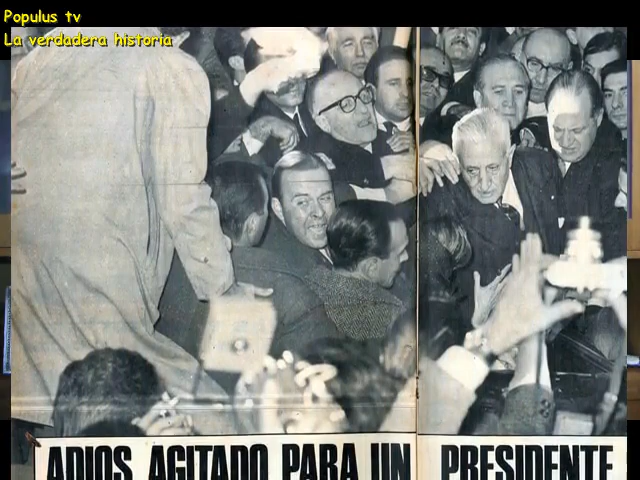 Populus tv
La verdadera historia
ADIOS AGITADO PARA UN PRESIDENTE